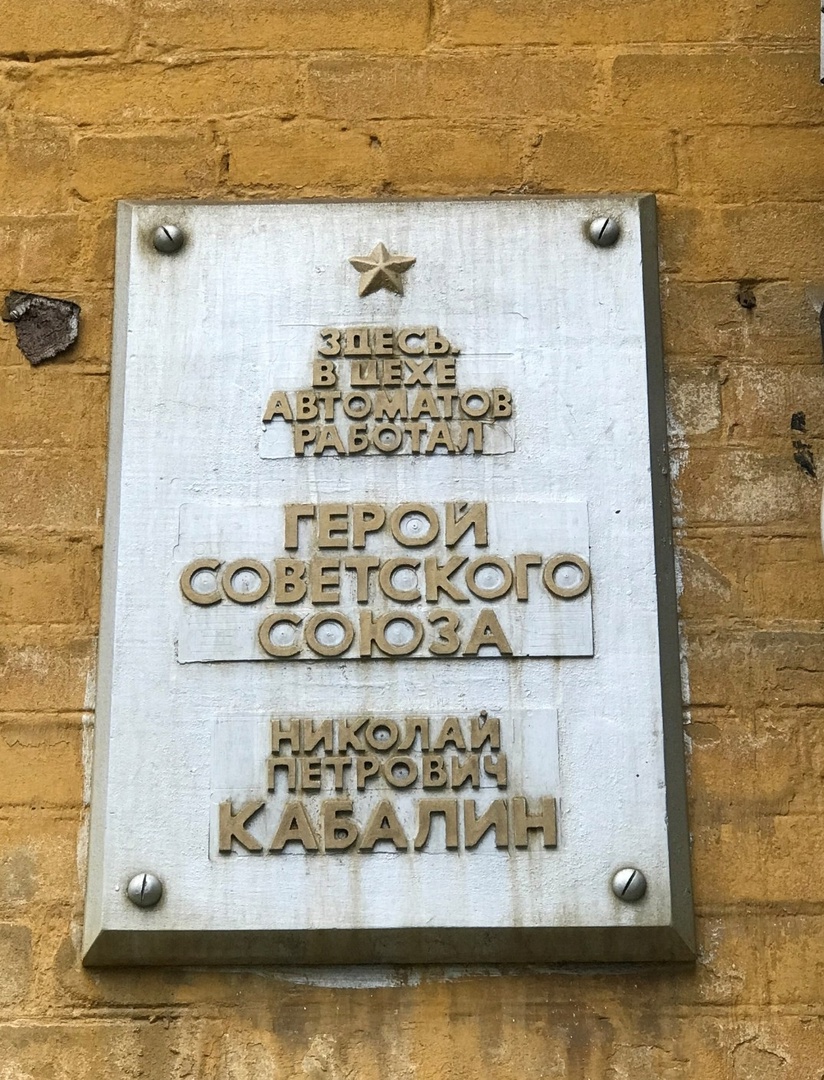 ЗДЕСЬ,
В ЦЕХЕ
АВТОМАТОВ
РАБОТАЛ
ГЕРОЙ
СОВЕТСКОГО
СОЮЗА
НИКОЛАЙ
ПЕТРОВИЧ
КАБАЛИН